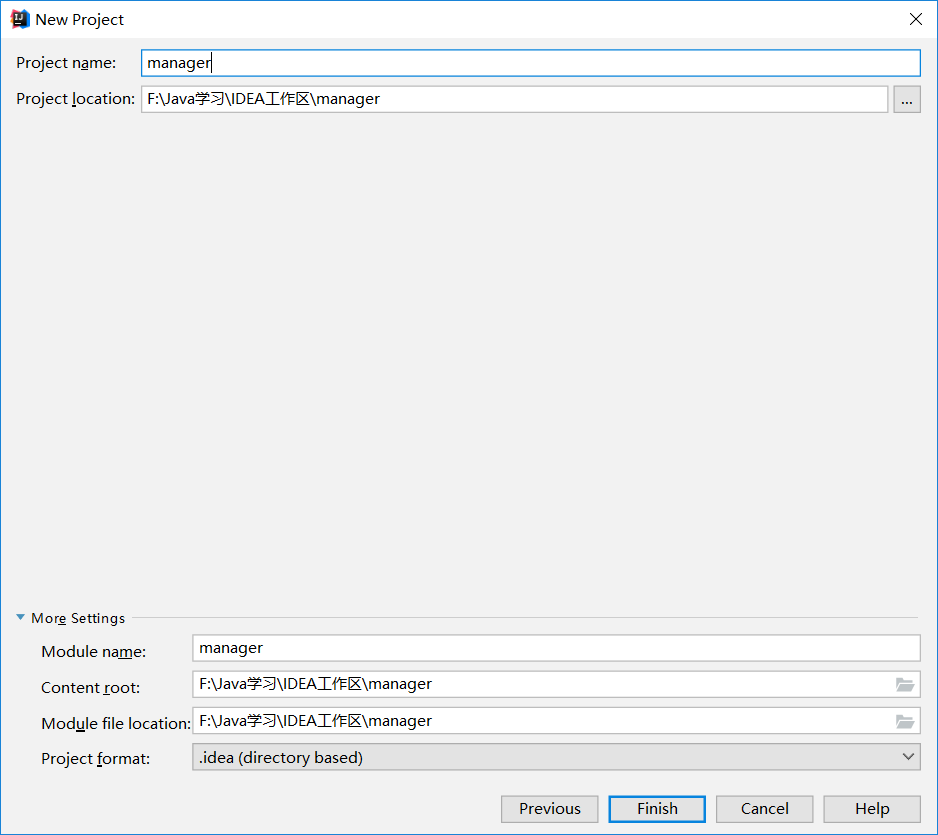 New Project
Project name: manager
Project location: F:\Java学习\IDEA工作区\manager ...
More Settings
Module name: manager
Content root: F:\Java学习\IDEA工作区\manager
Module file location: F:\Java学习\IDEA工作区\manager
Project format: .idea (directory based)
Previous Finish Cancel Help